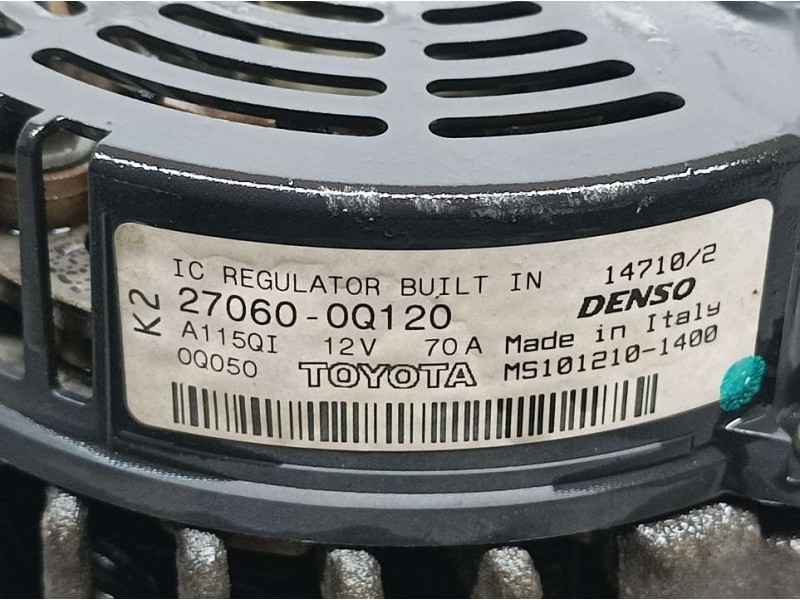 IC REGULATOR BUILT IN 14710/2
K2
27060-0Q120 DENSO
A115QI 12V 70A Made in Italy
0Q050 TOYOTA MS101210-1400